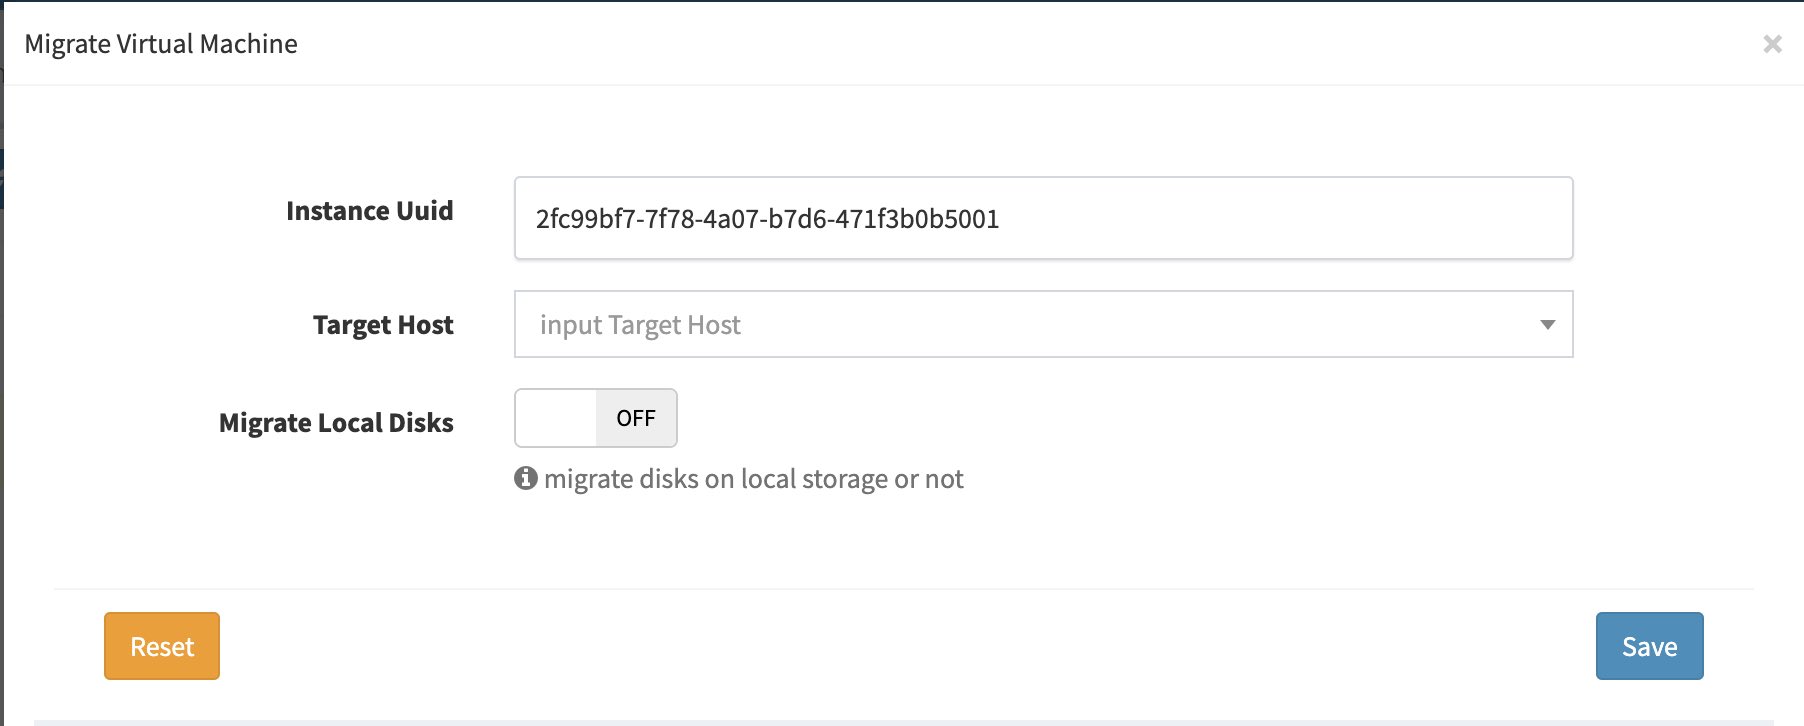 Migrate Virtual Machine ×
Instance Uuid 2fc99bf7-7f78-4a07-b7d6-471f3b0b5001
Target Host input Target Host
Migrate Local Disks OFF
migrate disks on local storage or not
Reset Save